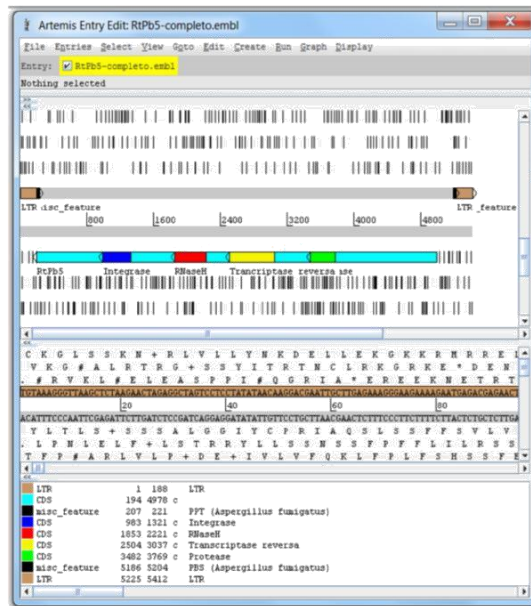 Artemis Entry Edit: RtPb5-completo.embl
File Entries Select View Goto Edit Create Run Graph Display
Entry: RtPb5-completo.embl
Nothing selected
LTR misc_feature LTR _feature
800 1600 2400 3200 4000 4800
RtPb5 Integrase RNaseH Trancriptase reversa
C K G L S S K N + R L V L L Y N K D E L L E K G K K R M R R E
V K G # A L R T R G + S S Y I T R T N C L R K G R K E * D E N
. # R V K L # E L E A S P P I # Q G R I A * E R E E K N E T R T
20 40 60 80
LTR 1 188 LTR
CDS 194 4978 c
misc_feature 207 221 PPT (Aspergillus fumigatus)
CDS 983 1321 c Integrase
CDS 1853 2221 c RNaseH
CDS 2504 3037 c Transcriptase reversa
CDS 3482 3769 c Protease
misc_feature 5186 5204 PBS (Aspergillus fumigatus)
LTR 5225 5412 LTR